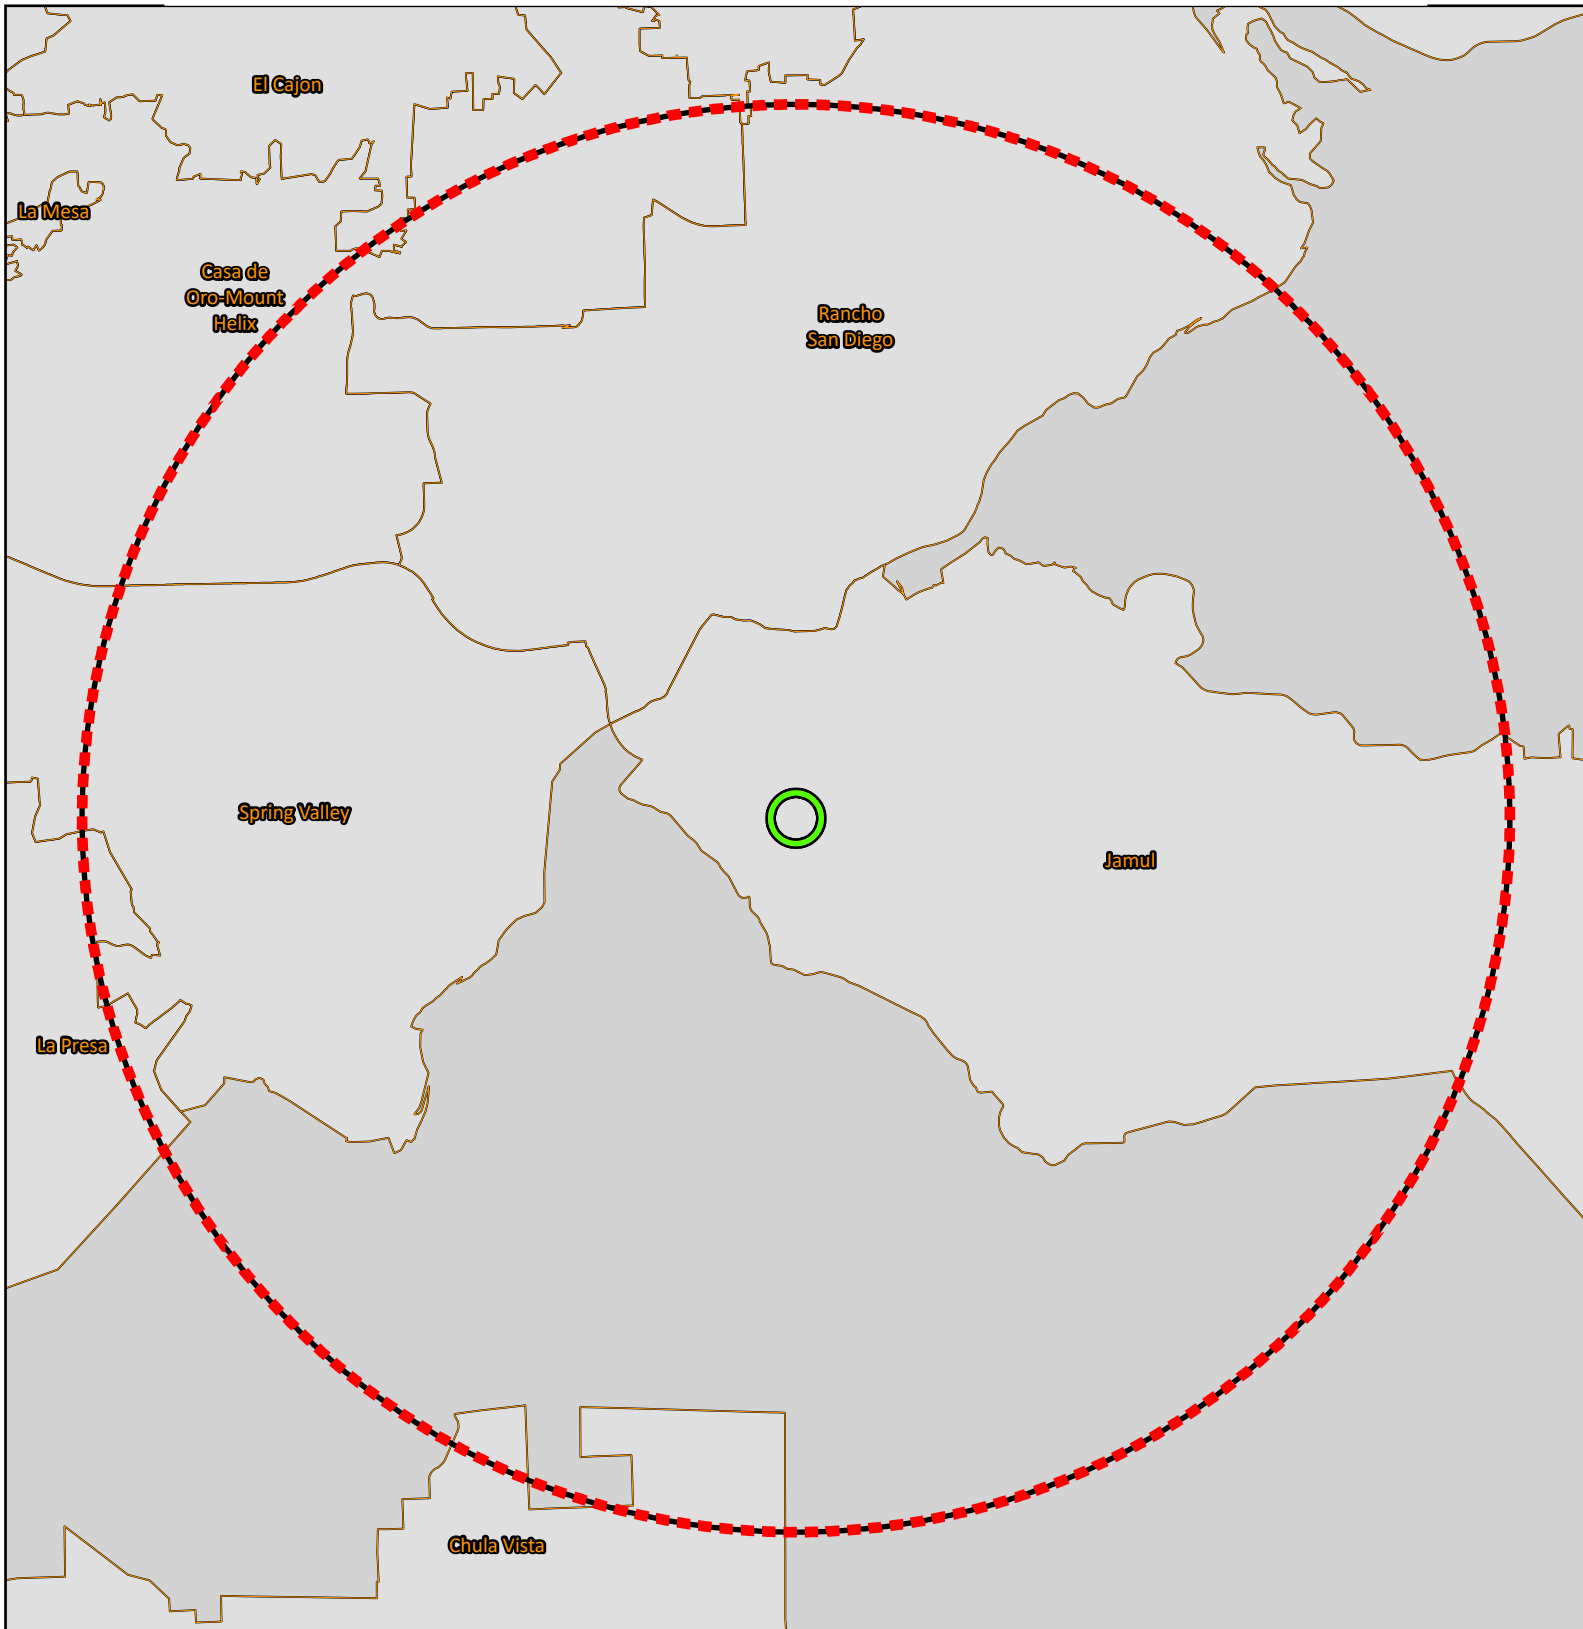 El Cajon
La Mesa
Casa de
Oro-Mount
Helix
Rancho
San Diego
Spring Valley
Jamul
La Presa
Chula Vista